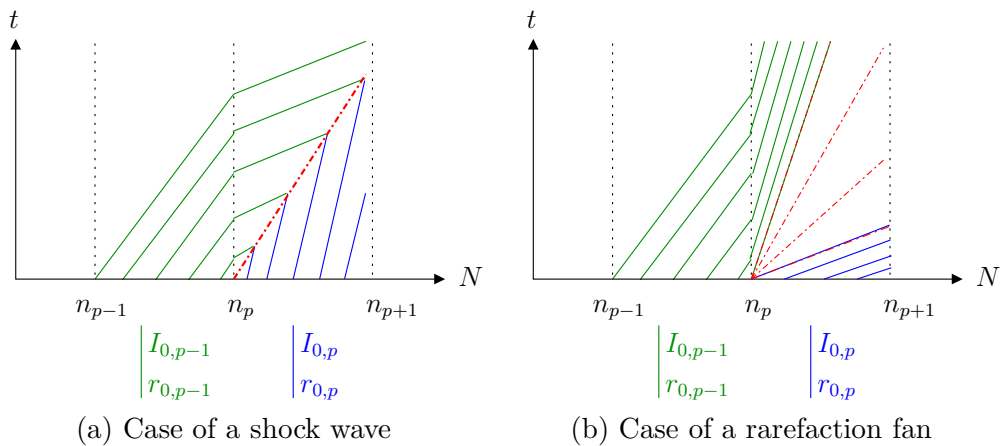 t
N
n_{p−1} n_p n_{p+1}
I_{0,p−1} I_{0,p}
r_{0,p−1} r_{0,p}
(a) Case of a shock wave
t
N
n_{p−1} n_p n_{p+1}
I_{0,p−1} I_{0,p}
r_{0,p−1} r_{0,p}
(b) Case of a rarefaction fan